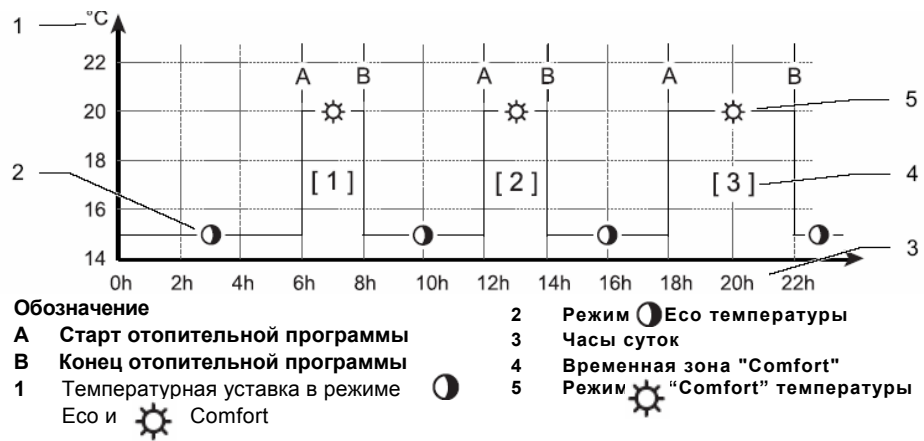 1 °C
22 A B A B A B
20 5
18
2 [ 1 ] [ 2 ] [ 3 ] 4
16
14 3
0h 2h 4h 6h 8h 10h 12h 14h 16h 18h 20h 22h
Обозначение
A Старт отопительной программы
B Конец отопительной программы
1 Температурная уставка в режиме
Eco и Comfort
2 Режим Eco температуры
3 Часы суток
4 Временная зона "Comfort"
5 Режим “Comfort” температуры